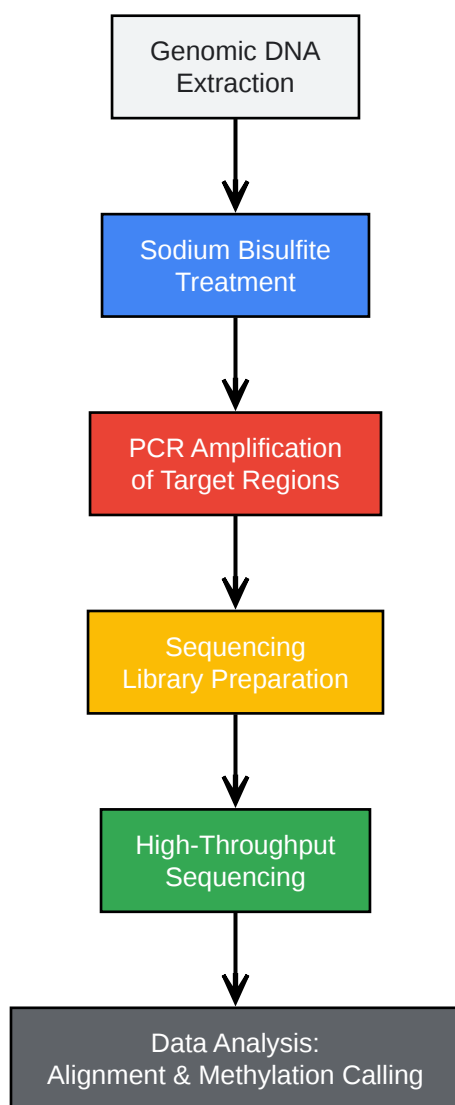 Genomic DNA
Extraction
Sodium Bisulfite
Treatment
PCR Amplification
of Target Regions
Sequencing
Library Preparation
High-Throughput
Sequencing
Data Analysis:
Alignment & Methylation Calling